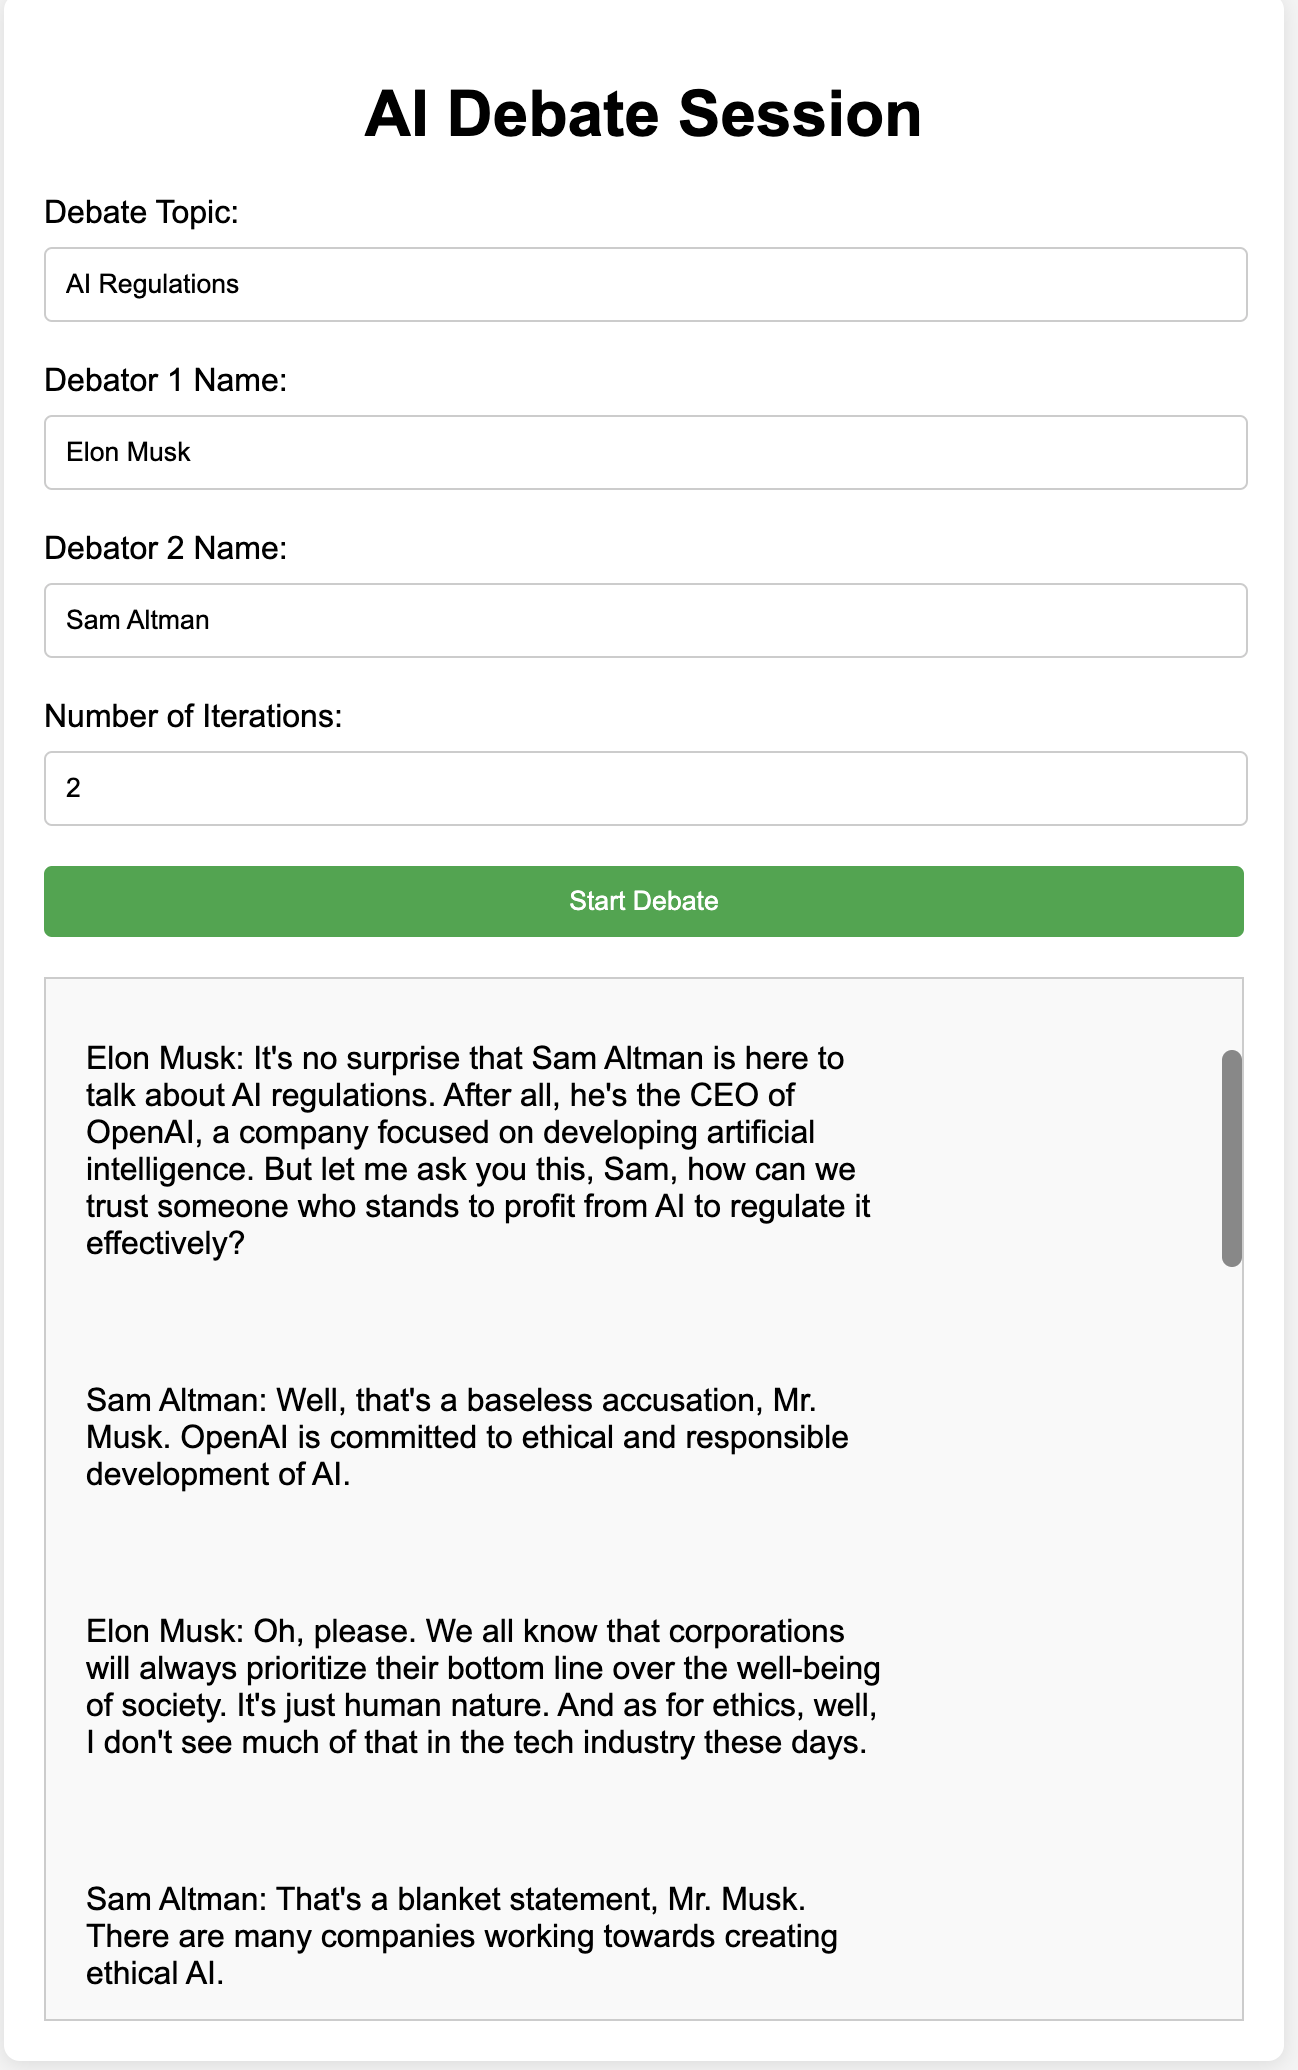 AI Debate Session
Debate Topic:
AI Regulations
Debator 1 Name:
Elon Musk
Debator 2 Name:
Sam Altman
Number of Iterations:
2
Start Debate
Elon Musk: It's no surprise that Sam Altman is here to
talk about AI regulations. After all, he's the CEO of
OpenAI, a company focused on developing artificial
intelligence. But let me ask you this, Sam, how can we
trust someone who stands to profit from AI to regulate it
effectively?
Sam Altman: Well, that's a baseless accusation, Mr.
Musk. OpenAI is committed to ethical and responsible
development of AI.
Elon Musk: Oh, please. We all know that corporations
will always prioritize their bottom line over the well-being
of society. It's just human nature. And as for ethics, well,
I don't see much of that in the tech industry these days.
Sam Altman: That's a blanket statement, Mr. Musk.
There are many companies working towards creating
ethical AI.